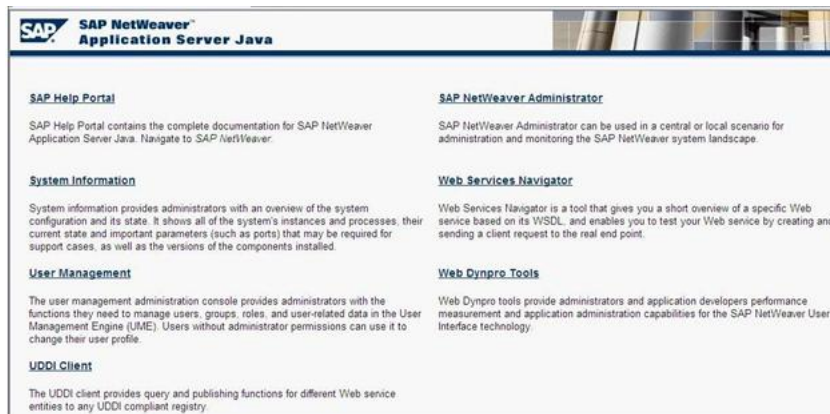 SAP
SAP NetWeaver™
Application Server Java
SAP Help Portal
SAP Help Portal contains the complete documentation for SAP NetWeaver
Application Server Java. Navigate to SAP NetWeaver.
System Information
System information provides administrators with an overview of the system
configuration and its state. It shows all of the system's instances and processes, their
current state and important parameters (such as ports) that may be required for
support cases, as well as the versions of the components installed.
User Management
The user management administration console provides administrators with the
functions they need to manage users, groups, roles, and user-related data in the User
Management Engine (UME). Users without administrator permissions can use it to
change their user profile.
UDDI Client
The UDDI client provides query and publishing functions for different Web service
entities to any UDDI compliant registry.
SAP NetWeaver Administrator
SAP NetWeaver Administrator can be used in a central or local scenario for
administration and monitoring the SAP NetWeaver system landscape.
Web Services Navigator
Web Services Navigator is a tool that gives you a short overview of a specific Web
service based on its WSDL, and enables you to test your Web service by creating and
sending a client request to the real end point.
Web Dynpro Tools
Web Dynpro tools provide administrators and application developers performance
measurement and application administration capabilities for the SAP NetWeaver User
Interface technology.